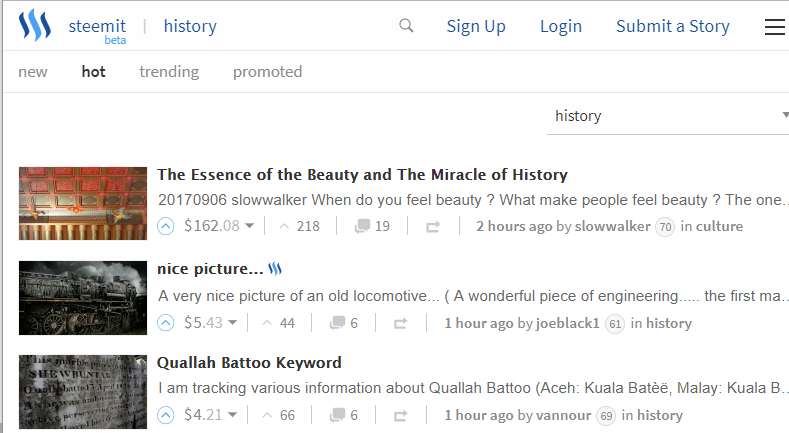 steemit | history Sign Up Login Submit a Story
beta
new hot trending promoted
history
The Essence of the Beauty and The Miracle of History
20170906 slowwalker When do you feel beauty ? What make people feel beauty ? The one...
$162.08 218 19 2 hours ago by slowwalker 70 in culture
nice picture...
A very nice picture of an old locomotive... ( A wonderful piece of engineering..... the first ma...
$5.43 44 6 1 hour ago by joeblack1 61 in history
SHEWBUNTAR
Quallah Battoo Keyword
I am tracking various information about Quallah Battoo (Aceh: Kuala Batèë, Malay: Kuala B...
$4.21 66 6 1 hour ago by vannour 69 in history